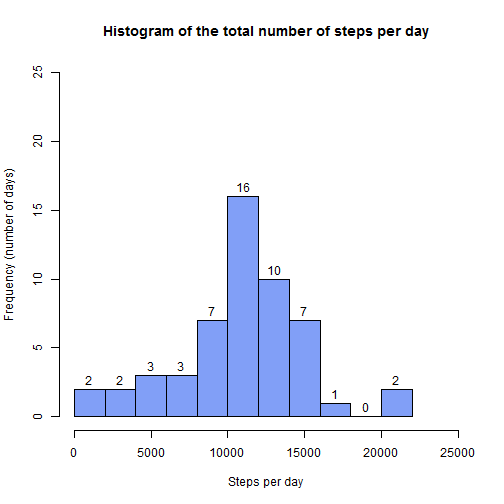 Histogram of the total number of steps per day
Frequency (number of days)
25
20
15
10
5
0
2 2 3 3 7 16 10 7 1 0 2
0 5000 10000 15000 20000 25000
Steps per day